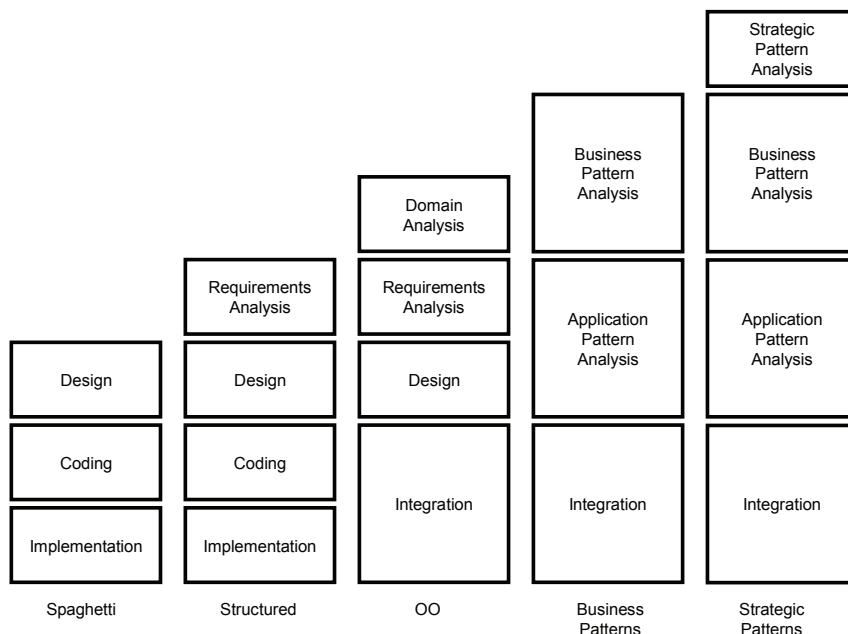 Strategic
Pattern
Analysis
Business
Pattern
Analysis
Business
Pattern
Analysis
Domain
Analysis
Requirements
Analysis
Requirements
Analysis
Application
Pattern
Analysis
Application
Pattern
Analysis
Design
Design
Design
Coding
Coding
Integration
Integration
Integration
Implementation
Implementation
Spaghetti
Structured
OO
Business
Patterns
Strategic
Patterns